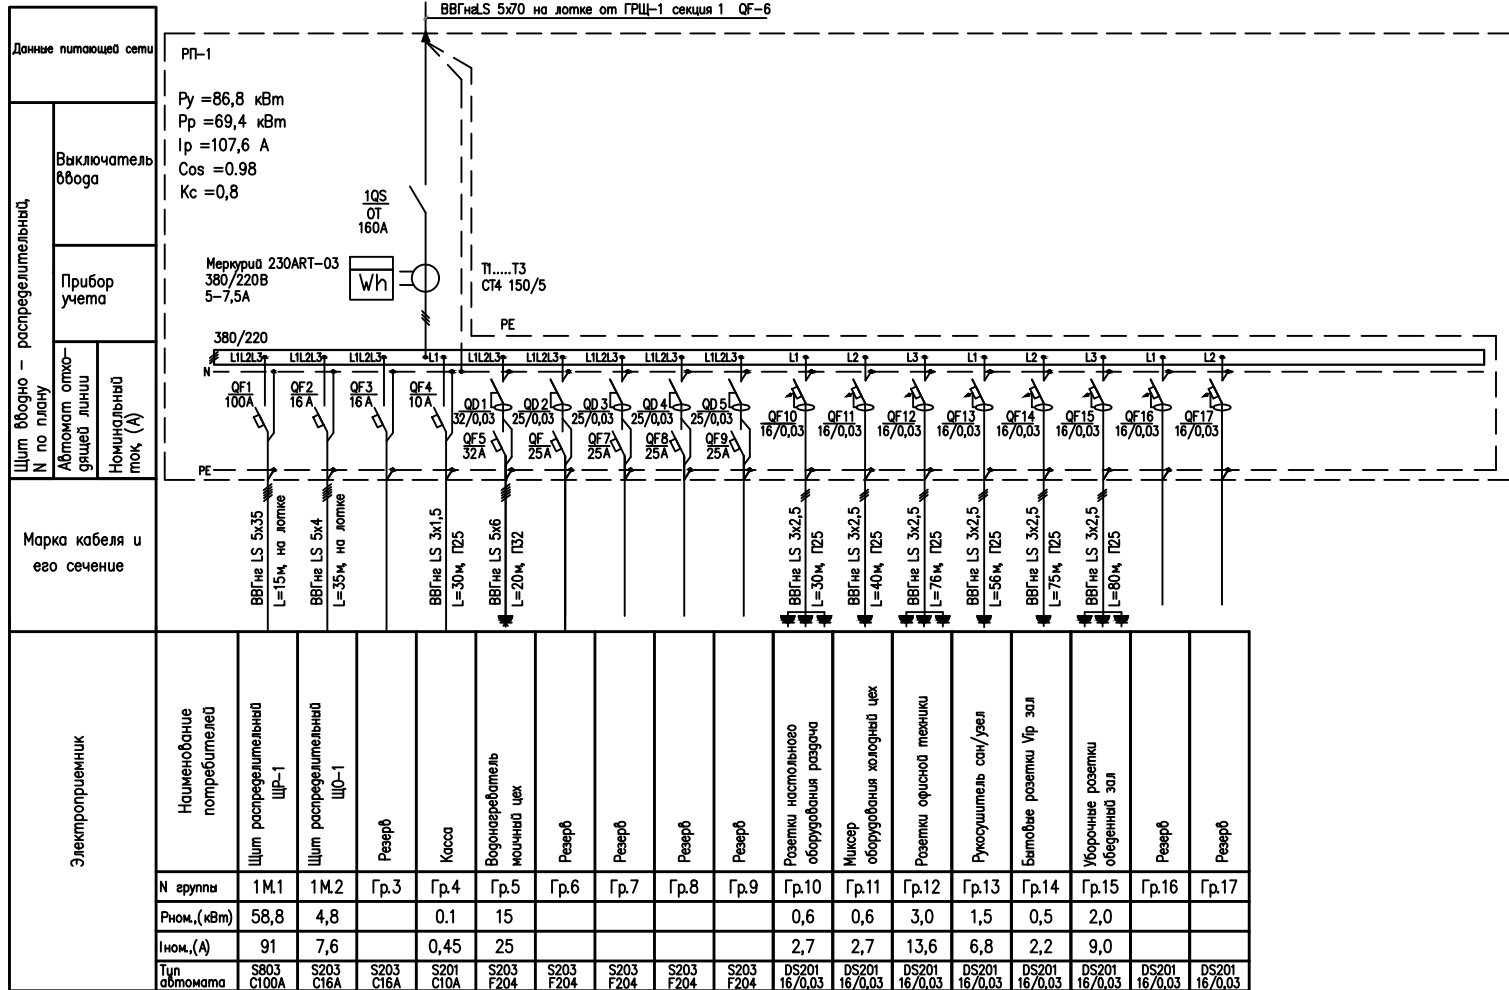 ВВГнгLS 5х70 на лотке от ГРЩ-1 секция 1 QF-6
Данные питающей сети
РП-1
Ру =86,8 кВт
Рр =69,4 кВт
Iр =107,6 А
Cos =0.98
Кс =0,8
Щит вводно - распределительный,
N по плану
Выключатель
ввода
1QS
ОТ
160А
Прибор
учета
Меркурий 230ART-03
380/220В
5-7,5А
Wh
Т1.....Т3
СТ4 150/5
PE
380/220
L1L2L3
L1L2L3
L1L2L3
L1
L1L2L3
L1L2L3
L1L2L3
L1L2L3
L1L2L3
L1
L2
L3
L1
L2
L3
L1
L2
N
Автомат отхо-
дящей линии
Номинальный
ток, (А)
QF1
100А
QF2
16А
QF3
16А
QF4
10А
QD1
32/0,03
QD2
25/0,03
QD3
25/0,03
QD4
25/0,03
QD5
25/0,03
QF5
32А
QF
25А
QF7
25А
QF8
25А
QF9
25А
QF10
16/0,03
QF11
16/0,03
QF12
16/0,03
QF13
16/0,03
QF14
16/0,03
QF15
16/0,03
QF16
16/0,03
QF17
16/0,03
PE
Марка кабеля и
его сечение
ВВГнг LS 5х35
L=15м, на лотке
ВВГнг LS 5х4
L=35м, на лотке
ВВГнг LS 3х1,5
L=30м, П25
ВВГнг LS 5х6
L=20м, П32
ВВГнг LS 3х2,5
L=30м, П25
ВВГнг LS 3х2,5
L=40м, П25
ВВГнг LS 3х2,5
L=76м, П25
ВВГнг LS 3х2,5
L=56м, П25
ВВГнг LS 3х2,5
L=75м, П25
ВВГнг LS 3х2,5
L=80м, П25
Электроприемник
Наименование
потребителей
Щит распределительный
ЩР-1
Щит распределительный
ЩО-1
Резерв
Касса
Водонагреватель
моичный цех
Резерв
Резерв
Резерв
Резерв
Розетки настольного
оборудования раздача
Миксер
оборудования холодный цех
Розетки офисной техники
Рукосушитель сан/узел
Бытовые розетки Vip зал
Уборочные розетки
обеденный зал
Резерв
Резерв
N группы 1М.1 1М.2 Гр.3 Гр.4 Гр.5 Гр.6 Гр.7 Гр.8 Гр.9 Гр.10 Гр.11 Гр.12 Гр.13 Гр.14 Гр.15 Гр.16 Гр.17
Рном.,(кВт) 58,8 4,8 0.1 15 0,6 0,6 3,0 1,5 0,5 2,0
Iном.,(А) 91 7,6 0,45 25 2,7 2,7 13,6 6,8 2,2 9,0
Тип S803 S203 S203 S201 S203 S203 S203 S203 S203 DS201 DS201 DS201 DS201 DS201 DS201 DS201 DS201
автомата C100A C16A C16A C10A F204 F204 F204 F204 F204 16/0,03 16/0,03 16/0,03 16/0,03 16/0,03 16/0,03 16/0,03 16/0,03